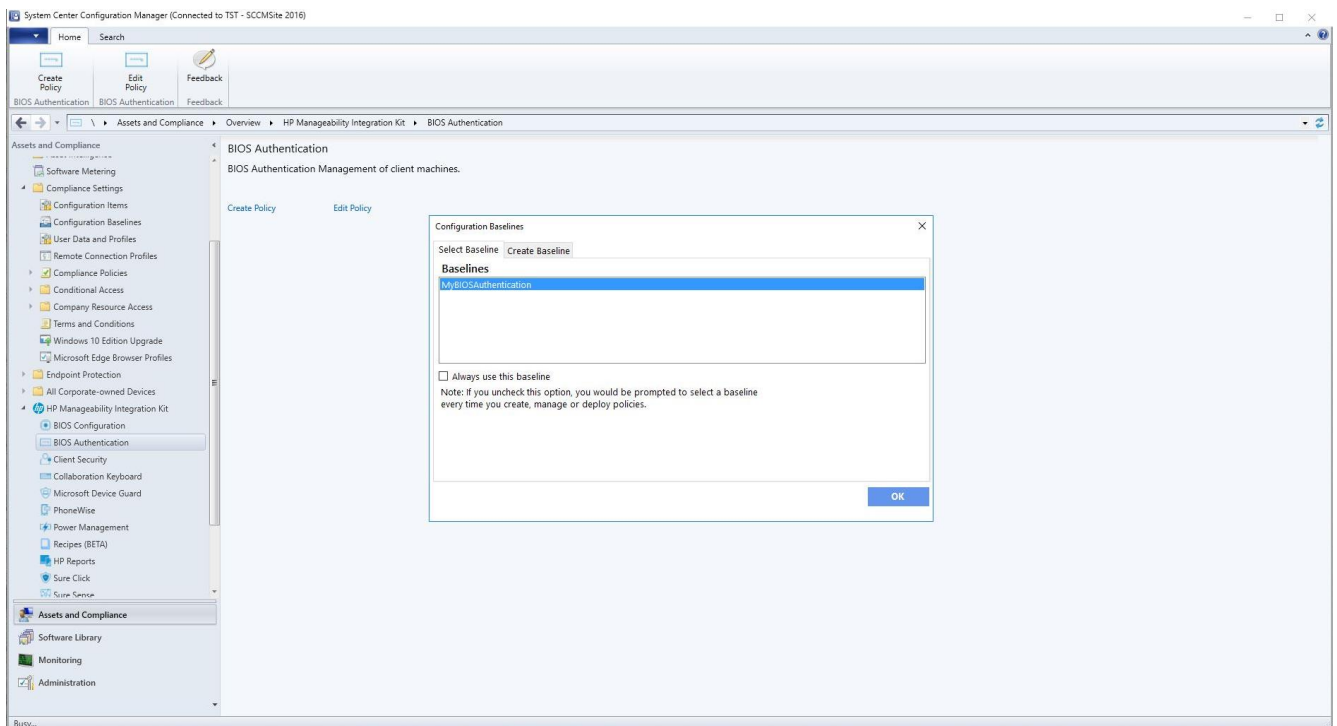 System Center Configuration Manager (Connected to TST - SCCMSite 2016)
Home Search
Create Policy
Edit Policy
Feedback
BIOS Authentication BIOS Authentication Feedback
\ Assets and Compliance Overview HP Manageability Integration Kit BIOS Authentication
Assets and Compliance
Software Metering
Compliance Settings
Configuration Items
Configuration Baselines
User Data and Profiles
Remote Connection Profiles
Compliance Policies
Conditional Access
Company Resource Access
Terms and Conditions
Windows 10 Edition Upgrade
Microsoft Edge Browser Profiles
Endpoint Protection
All Corporate-owned Devices
HP Manageability Integration Kit
BIOS Configuration
BIOS Authentication
Client Security
Collaboration Keyboard
Microsoft Device Guard
PhoneWise
Power Management
Recipes (BETA)
HP Reports
Sure Click
Sure Sense
Assets and Compliance
Software Library
Monitoring
Administration
BIOS Authentication
BIOS Authentication Management of client machines.
Create Policy Edit Policy
Configuration Baselines
Select Baseline Create Baseline
Baselines
MyBIOSAuthentication
Always use this baseline
Note: If you uncheck this option, you would be prompted to select a baseline
every time you create, manage or deploy policies.
OK
Busy...